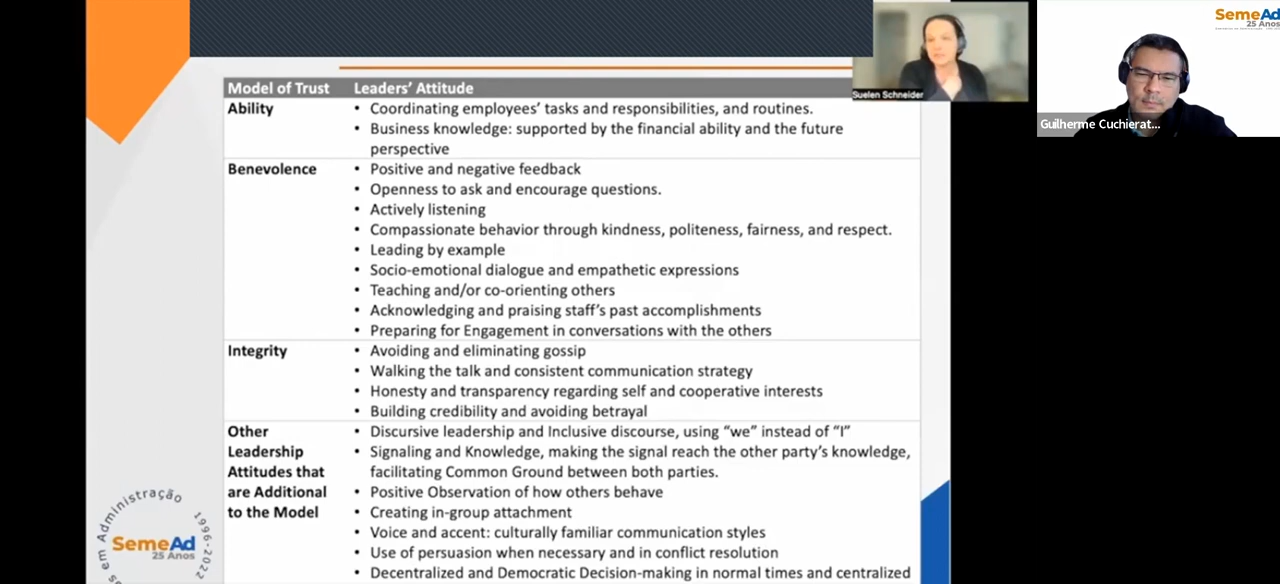 SemeAd
25 Anos
Suelen Schneider
Guilherme Cuchierat...
Model of Trust Leaders' Attitude
Ability
• Coordinating employees' tasks and responsibilities, and routines.
• Business knowledge: supported by the financial ability and the future
perspective
Benevolence
• Positive and negative feedback
• Openness to ask and encourage questions.
• Actively listening
• Compassionate behavior through kindness, politeness, fairness, and respect.
• Leading by example
• Socio-emotional dialogue and empathetic expressions
• Teaching and/or co-orienting others
• Acknowledging and praising staff's past accomplishments
• Preparing for Engagement in conversations with the others
Integrity
• Avoiding and eliminating gossip
• Walking the talk and consistent communication strategy
• Honesty and transparency regarding self and cooperative interests
• Building credibility and avoiding betrayal
Other
Leadership
Attitudes that
are Additional
to the Model
• Discursive leadership and Inclusive discourse, using “we” instead of “I”
• Signaling and Knowledge, making the signal reach the other party's knowledge,
facilitating Common Ground between both parties.
• Positive Observation of how others behave
• Creating in-group attachment
• Voice and accent: culturally familiar communication styles
• Use of persuasion when necessary and in conflict resolution
• Decentralized and Democratic Decision-making in normal times and centralized
em Administração 1996-2022
SemeAd
25 Anos